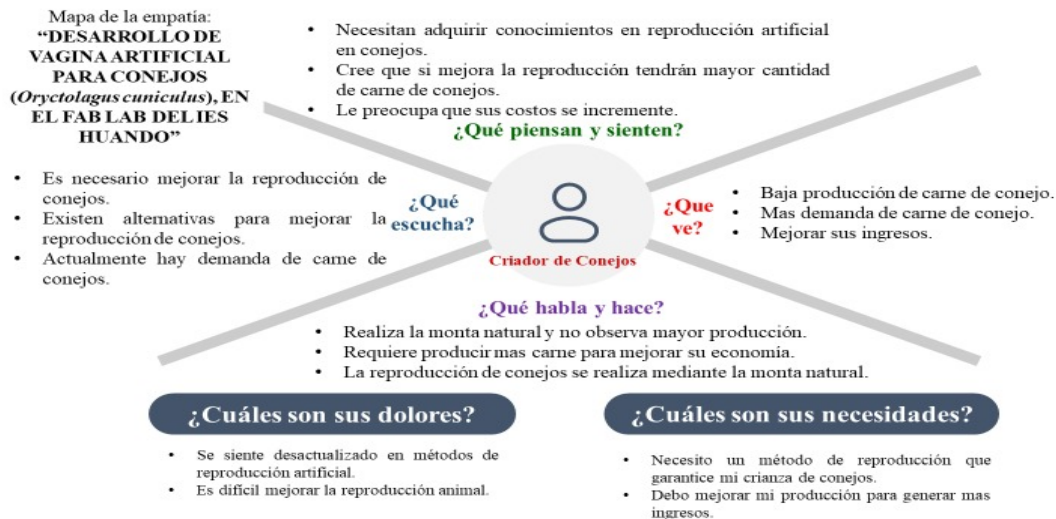 Mapa de la empatía:
“DESARROLLO DE
VAGINA ARTIFICIAL
PARA CONEJOS
(Oryctolagus cuniculus), EN
EL FAB LAB DEL IES
HUANDO”
• Necesitan adquirir conocimientos en reproducción artificial
en conejos.
• Cree que si mejora la reproducción tendrán mayor cantidad
de carne de conejos.
• Le preocupa que sus costos se incremente.
¿Qué piensan y sienten?
• Es necesario mejorar la reproducción de
conejos.
• Existen alternativas para mejorar la
reproducción de conejos.
• Actualmente hay demanda de carne de
conejos.
¿Qué
escucha?
Criador de Conejos
¿Que
ve?
• Baja producción de carne de conejo.
• Mas demanda de carne de conejo.
• Mejorar sus ingresos.
¿Qué habla y hace?
• Realiza la monta natural y no observa mayor producción.
• Requiere producir mas carne para mejorar su economía.
• La reproducción de conejos se realiza mediante la monta natural.
¿Cuáles son sus dolores?
• Se siente desactualizado en métodos de
reproducción artificial.
• Es difícil mejorar la reproducción animal.
¿Cuáles son sus necesidades?
• Necesito un método de reproducción que
garantice mi crianza de conejos.
• Debo mejorar mi producción para generar mas
ingresos.